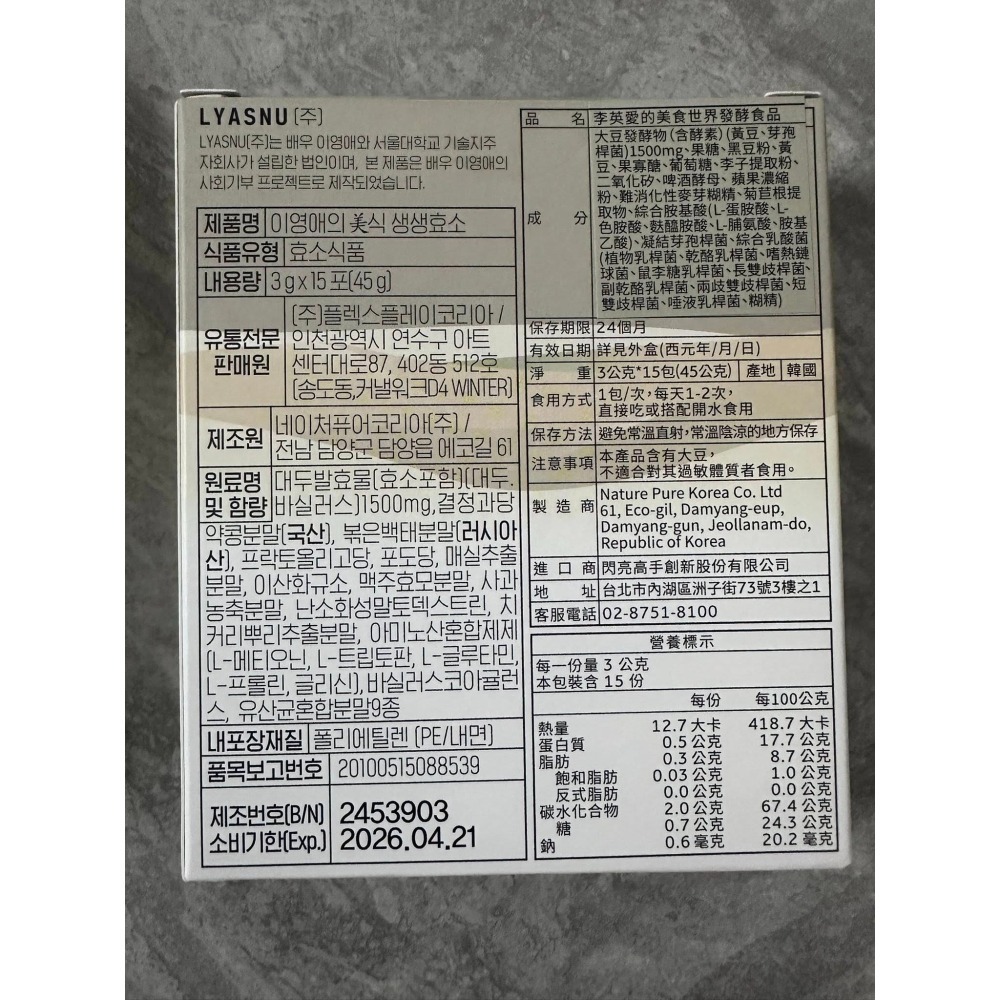 LYASNU (주)
LYASNU(주)는 배우 이영애와 서울대학교 기술지주
자회사가 설립한 법인이며, 본 제품은 배우 이영애의
사회기부 프로젝트로 제작되었습니다.
제품명 이영애의 美식 생생효소
식품유형 효소식품
내용량 3g x 15 포(45g)
유통전문
판매원
(주)플렉스플레이코리아 /
인천광역시 연수구 아트
센터대로87, 402동 512호
(송도동,커낼워크D4 WINTER)
제조원
네이처퓨어코리아(주) /
전남 담양군 담양읍 에코길 61
원료명
및 함량
대두발효물(효소포함)(대두.
바실러스)1500mg,결정과당
약콩분말(국산), 볶은백태분말(러시아
산), 프락토올리고당, 포도당, 매실추출
분말, 이산화규소, 맥주효모분말, 사과
농축분말, 난소화성말토덱스트린, 치
커리뿌리추출분말, 아미노산혼합제제
(L-메티오닌, L-트립토판, L-글루타민,
L-프롤린, 글리신),바실러스코아귤런
스, 유산균혼합분말9종
내포장재질 폴리에틸렌 (PE/내면)
품목보고번호 20100515088539
제조번호(B/N) 2453903
소비기한(Exp.) 2026.04.21
品名 李英愛的美食世界發酵食品
成分
大豆發酵物(含酵素)(黃豆、芽孢
桿菌)1500mg、果糖、黑豆粉、黃
豆、果寡醣、葡萄糖、李子提取粉、
二氧化矽、啤酒酵母、蘋果濃縮
粉、難消化性麥芽糊精、菊苣根提
取物、綜合胺基酸(L-蛋胺酸、L-
色胺酸、麩醯胺酸、L-脯氨酸、胺基
乙酸)、凝結芽孢桿菌、綜合乳酸菌
(植物乳桿菌、乾酪乳桿菌、嗜熱鏈
球菌、鼠李糖乳桿菌、長雙歧桿菌、
副乾酪乳桿菌、兩歧雙歧桿菌、短
雙歧桿菌、唾液乳桿菌、糊精)
保存期限 24個月
有效日期 詳見外盒(西元年/月/日)
淨重 3公克*15包(45公克) 產地 韓國
食用方式
1包/次,每天1-2次,
直接吃或搭配開水食用
保存方法 避免常溫直射,常溫陰涼的地方保存
注意事項
本產品含有大豆,
不適合對其過敏體質者食用。
製造商
Nature Pure Korea Co. Ltd
61, Eco-gil, Damyang-eup,
Damyang-gun, Jeollanam-do,
Republic of Korea
進口商 閃亮高手創新股份有限公司
地址 台北市內湖區洲子街73號3樓之1
客服電話 02-8751-8100
營養標示
每一份量 3 公克
本包裝含 15 份
每份 每100公克
熱量 12.7 大卡 418.7 大卡
蛋白質 0.5 公克 17.7 公克
脂肪 0.3 公克 8.7 公克
飽和脂肪 0.03 公克 1.0 公克
反式脂肪 0.0 公克 0.0 公克
碳水化合物 2.0 公克 67.4 公克
糖 0.7 公克 24.3 公克
鈉 0.6 毫克 20.2 毫克